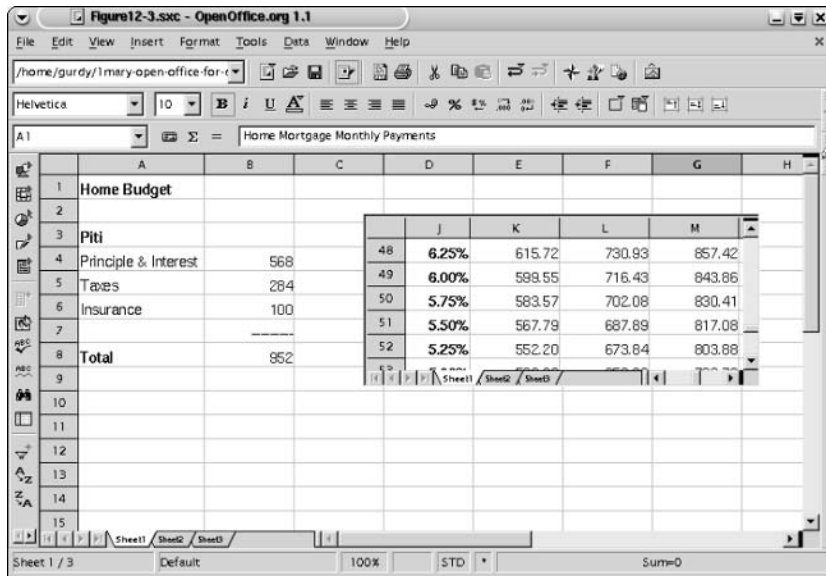 Figure12-3.sxc - OpenOffice.org 1.1
File Edit View Insert Format Tools Data Window Help
Helvetica 10 B i U A
A1 Σ = Home Mortgage Monthly Payments
A B C D E F G H
1 Home Budget
2
3 Piti
4 Principle & Interest 568
5 Taxes 284
6 Insurance 100
7 ------
8 Total 952
9
10
11
12
13
14
15
J K L M
48 6.25% 615.72 730.93 857.42
49 6.00% 599.55 716.43 843.86
50 5.75% 583.57 702.08 830.41
51 5.50% 567.79 687.89 817.08
52 5.25% 552.20 673.84 803.88
Sheet1 Sheet2 Sheet3
Sheet1 Sheet2 Sheet3
Sheet 1 / 3 Default 100% STD * Sum=0